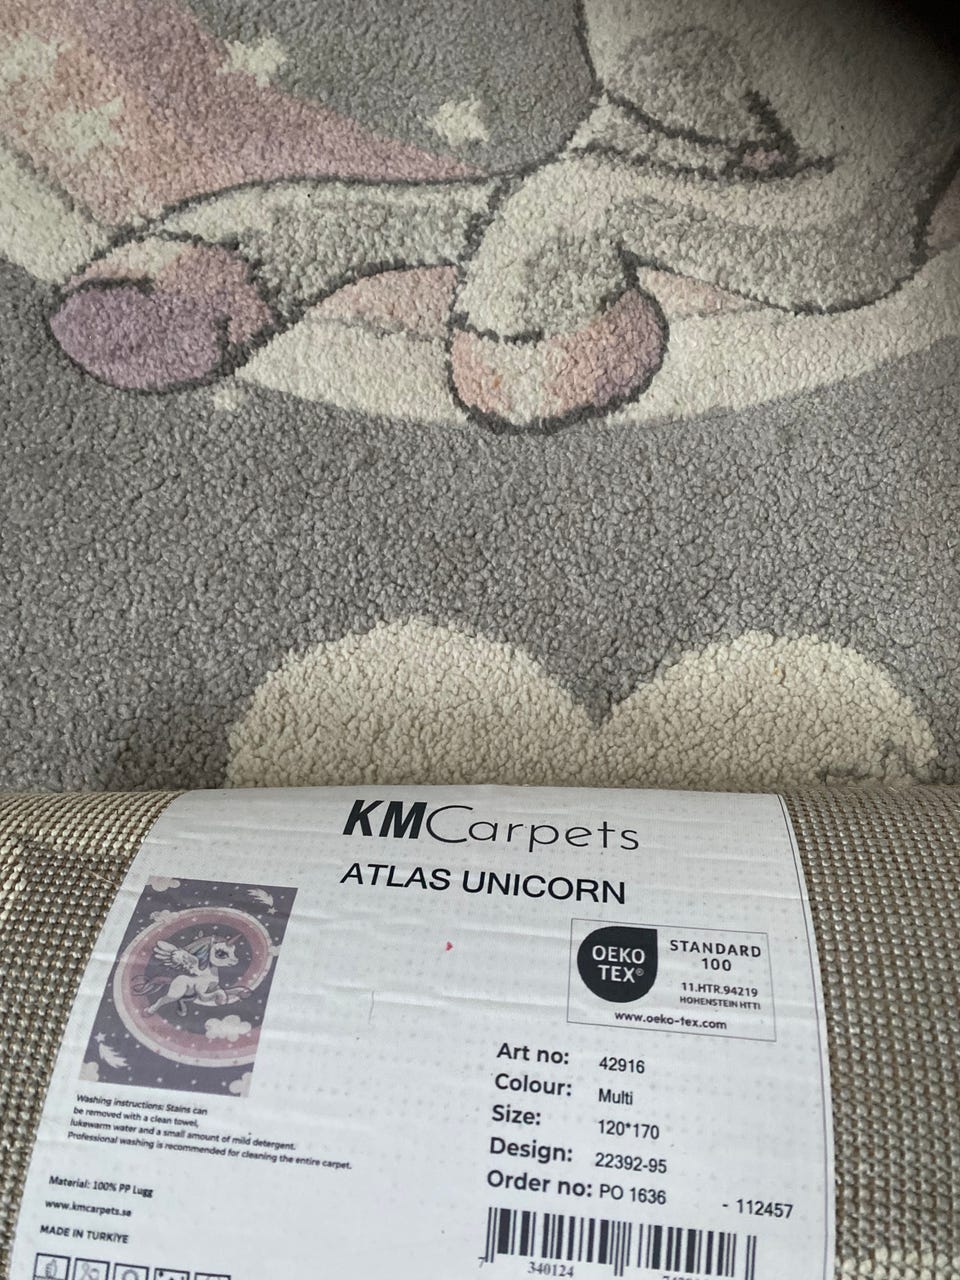 KMCarpets
ATLAS UNICORN
OEKO
TEX®
STANDARD
100
11.HTR.94219
HOHENSTEIN HTTI
www.oeko-tex.com
Art no: 42916
Colour: Multi
Size: 120*170
Design: 22392-95
Order no: PO 1636 - 112457
Washing instructions: Stains can
be removed with a clean towel,
lukewarm water and a small amount of mild detergent.
Professional washing is recommended for cleaning the entire carpet.
Material: 100% PP Lugg
www.kmcarpets.se
MADE IN TURKİYE
7 340124